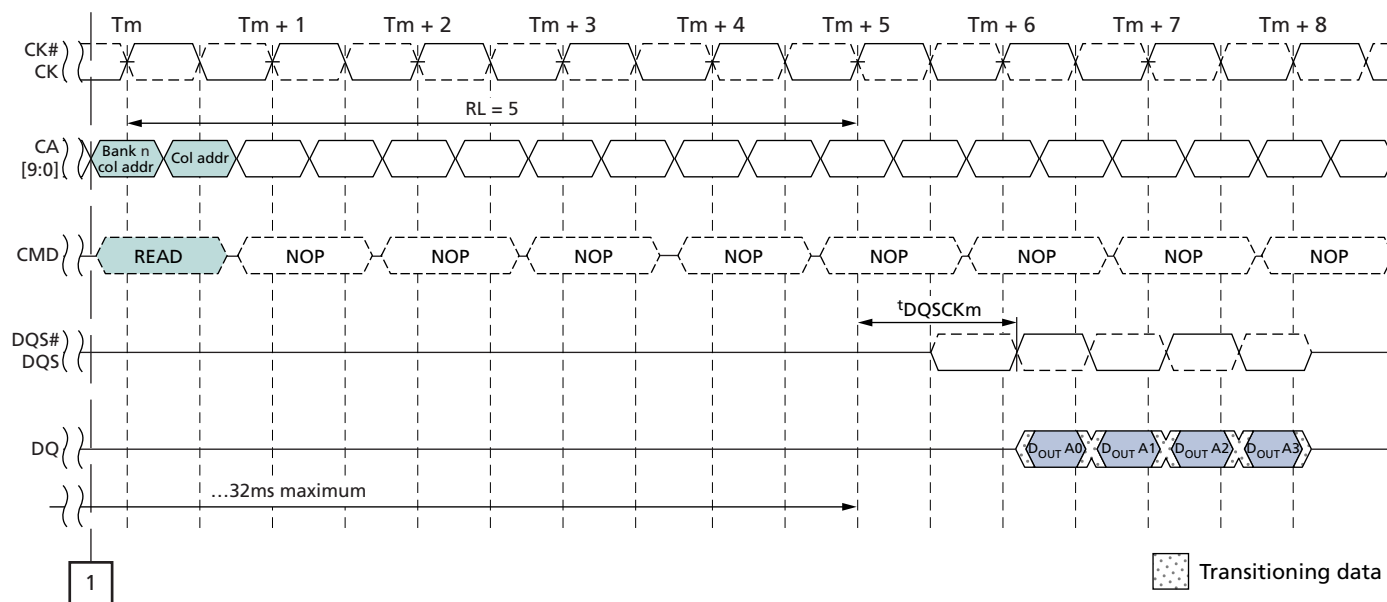 Tm Tm + 1 Tm + 2 Tm + 3 Tm + 4 Tm + 5 Tm + 6 Tm + 7 Tm + 8
CK#
CK
RL = 5
CA
[9:0]
Bank n
col addr
Col addr
CMD READ NOP NOP NOP NOP NOP NOP NOP NOP
tDQSCKm
DQS#
DQS
DQ DOUT A0 DOUT A1 DOUT A2 DOUT A3
...32ms maximum
1
Transitioning data